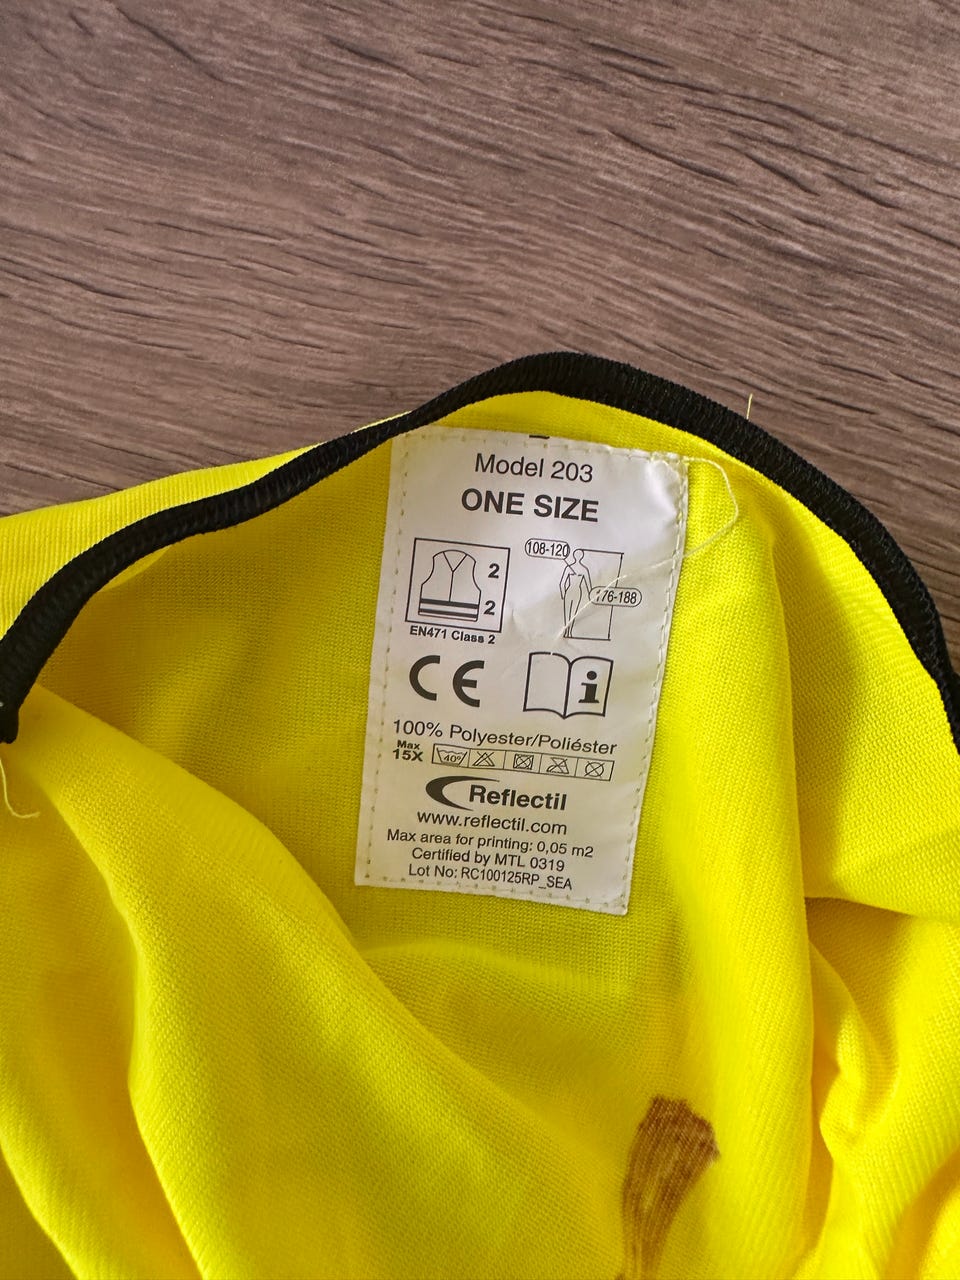 Model 203
ONE SIZE
108-120
2
176-188
2
EN471 Class 2
CE
i
100% Polyester/Poliéster
Max
15X
40°
Reflectil
www.reflectil.com
Max area for printing: 0,05 m2
Certified by MTL 0319
Lot No: RC100125RP_SEA